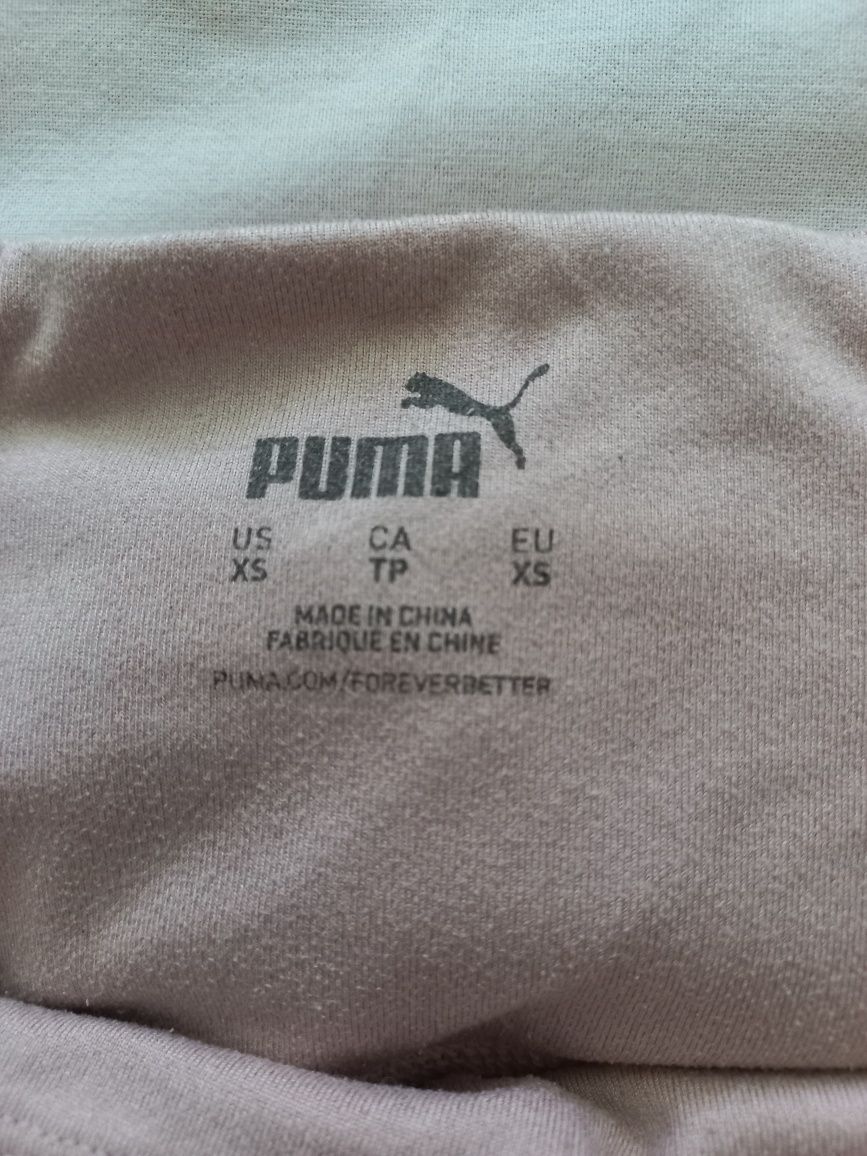 PUMA
US CA EU
XS TP XS
MADE IN CHINA
FABRIQUE EN CHINE
PUMA.COM/FOREVERBETTER